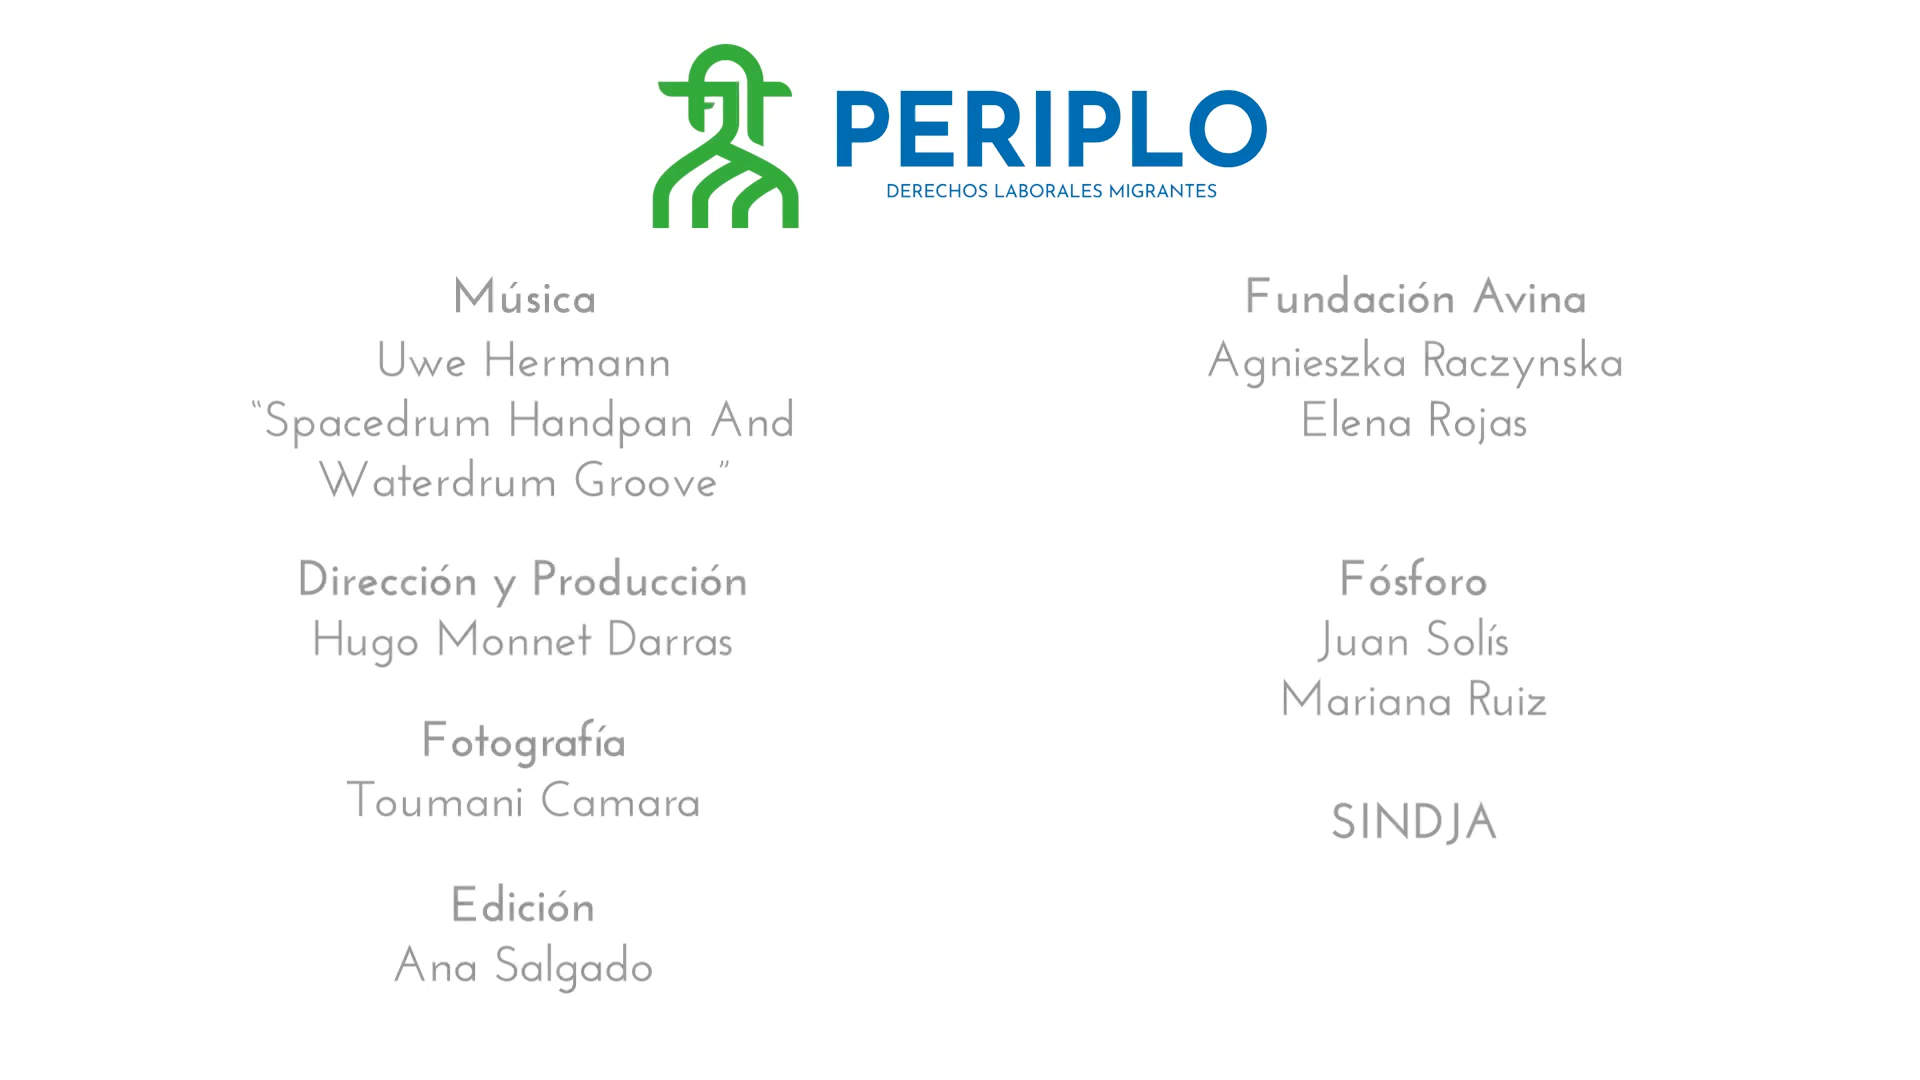 PERIPLO
DERECHOS LABORALES MIGRANTES
Música
Uwe Hermann
“Spacedrum Handpan And
Waterdrum Groove”
Dirección y Producción
Hugo Monnet Darras
Fotografía
Toumani Camara
Edición
Ana Salgado
Fundación Avina
Agnieszka Raczynska
Elena Rojas
Fósforo
Juan Solís
Mariana Ruiz
SINDJA